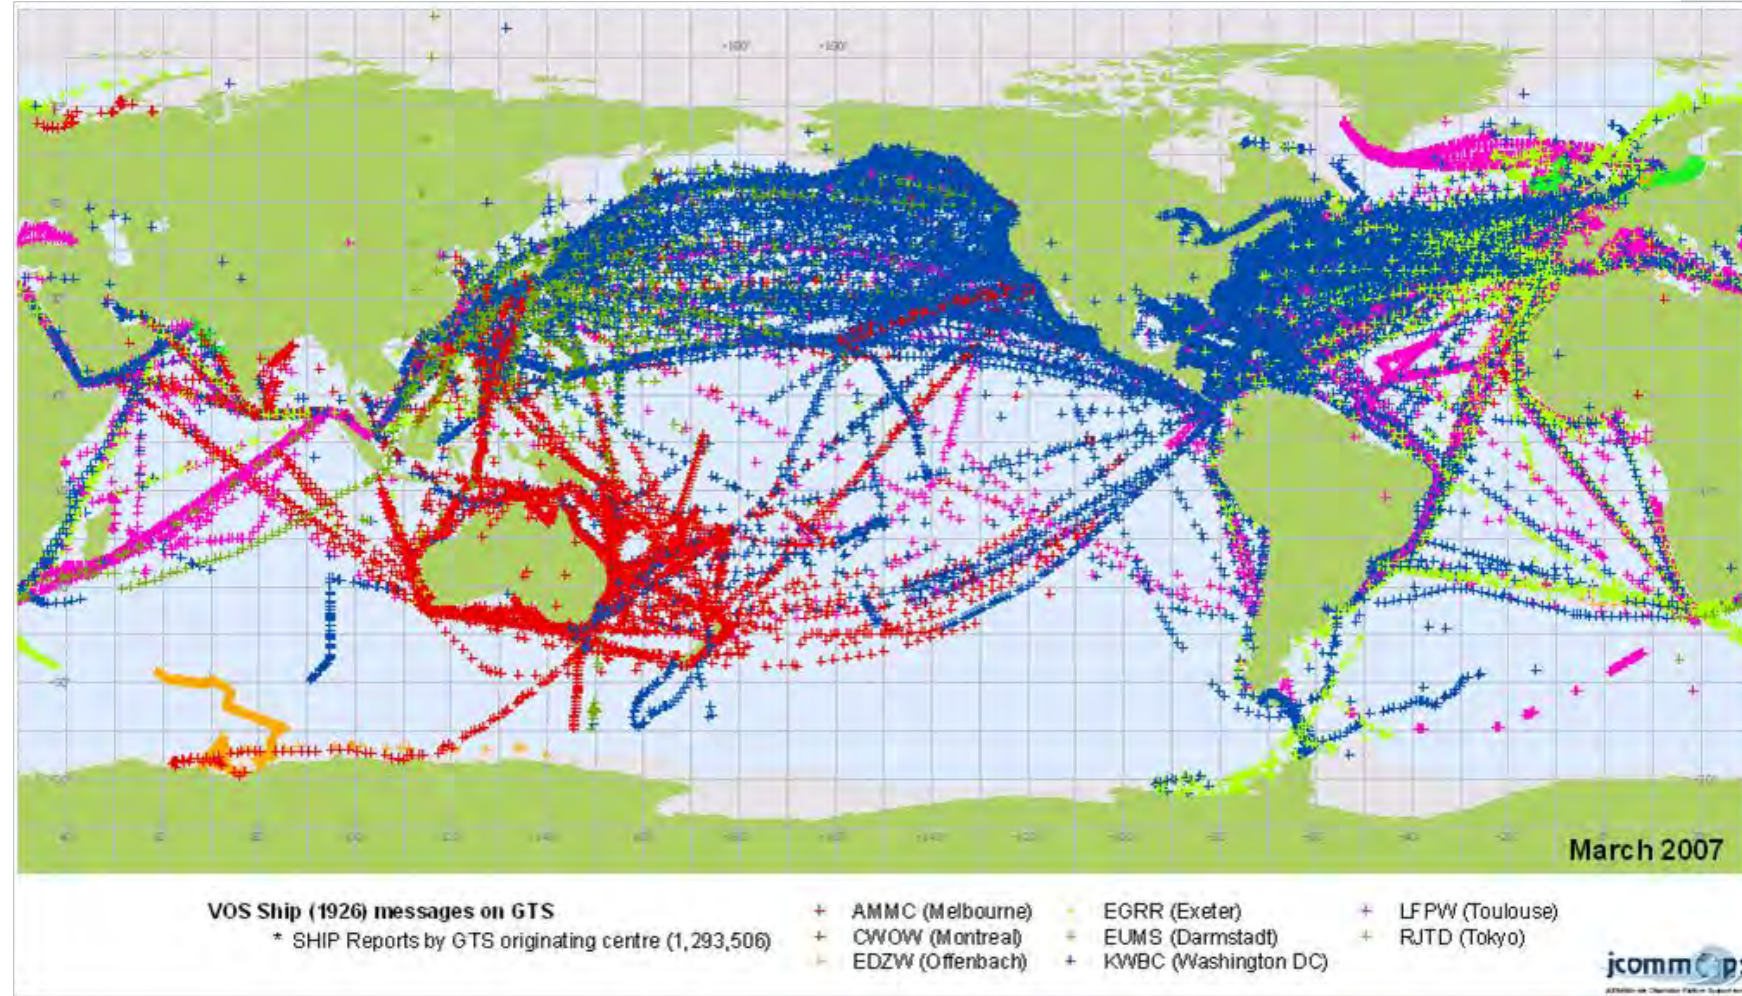 March 2007
VOS Ship (1926) messages on GTS
* SHIP Reports by GTS originating centre (1,293,506)
+ AMMC (Melbourne)
+ CWOW (Montreal)
+ EDZW (Offenbach)
+ EGRR (Exeter)
+ EUMS (Darmstadt)
+ KWBC (Washington DC)
+ LFPW (Toulouse)
+ RJTD (Tokyo)
jcommops